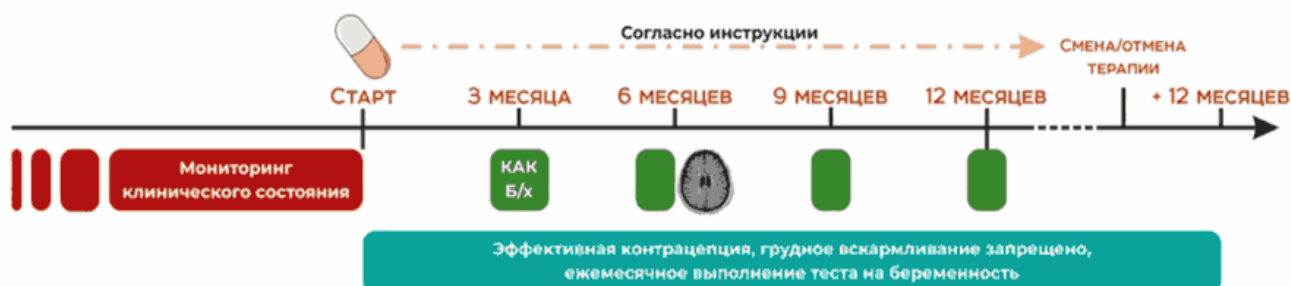 Согласно инструкции
СМЕНА/ОТМЕНА
ТЕРАПИИ
СТАРТ
3 МЕСЯЦА
6 МЕСЯЦЕВ
9 МЕСЯЦЕВ
12 МЕСЯЦЕВ
+ 12 МЕСЯЦЕВ
Мониторинг
клинического состояния
КАК
Б/х
Эффективная контрацепция, грудное вскармливание запрещено,
ежемесячное выполнение теста на беременность